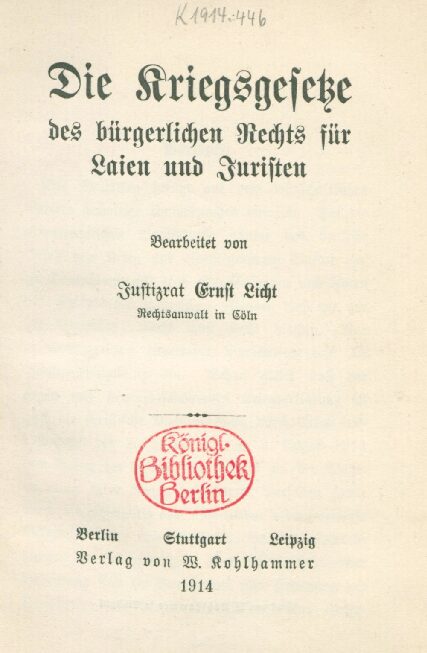 K 1914:446
Die Kriegsgesetze
des bürgerlichen Rechts für
Laien und Juristen
Bearbeitet von
Justizrat Ernst Licht
Rechtsanwalt in Cöln
Königl.
Bibliothek
Berlin
Berlin Stuttgart Leipzig
Verlag von W. Kohlhammer
1914